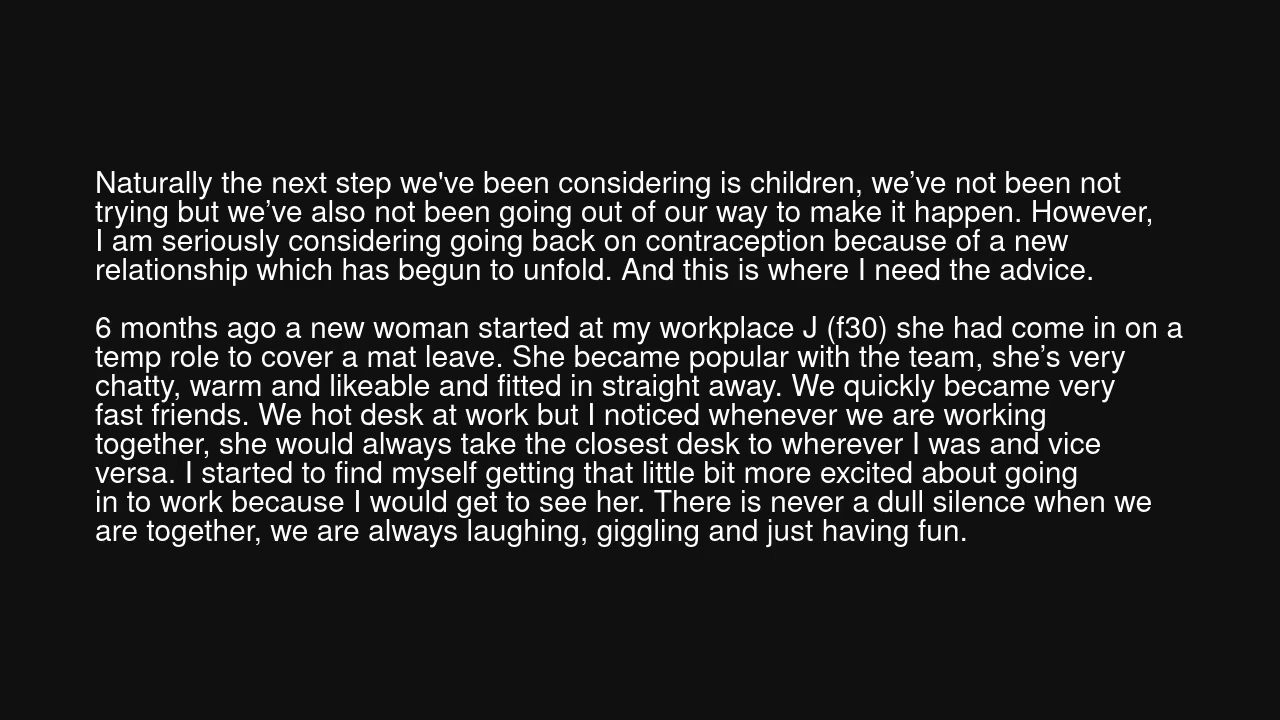 Naturally the next step we've been considering is children, we’ve not been not
trying but we’ve also not been going out of our way to make it happen. However,
I am seriously considering going back on contraception because of a new
relationship which has begun to unfold. And this is where I need the advice.
6 months ago a new woman started at my workplace J (f30) she had come in on a
temp role to cover a mat leave. She became popular with the team, she’s very
chatty, warm and likeable and fitted in straight away. We quickly became very
fast friends. We hot desk at work but I noticed whenever we are working
together, she would always take the closest desk to wherever I was and vice
versa. I started to find myself getting that little bit more excited about going
in to work because I would get to see her. There is never a dull silence when we
are together, we are always laughing, giggling and just having fun.